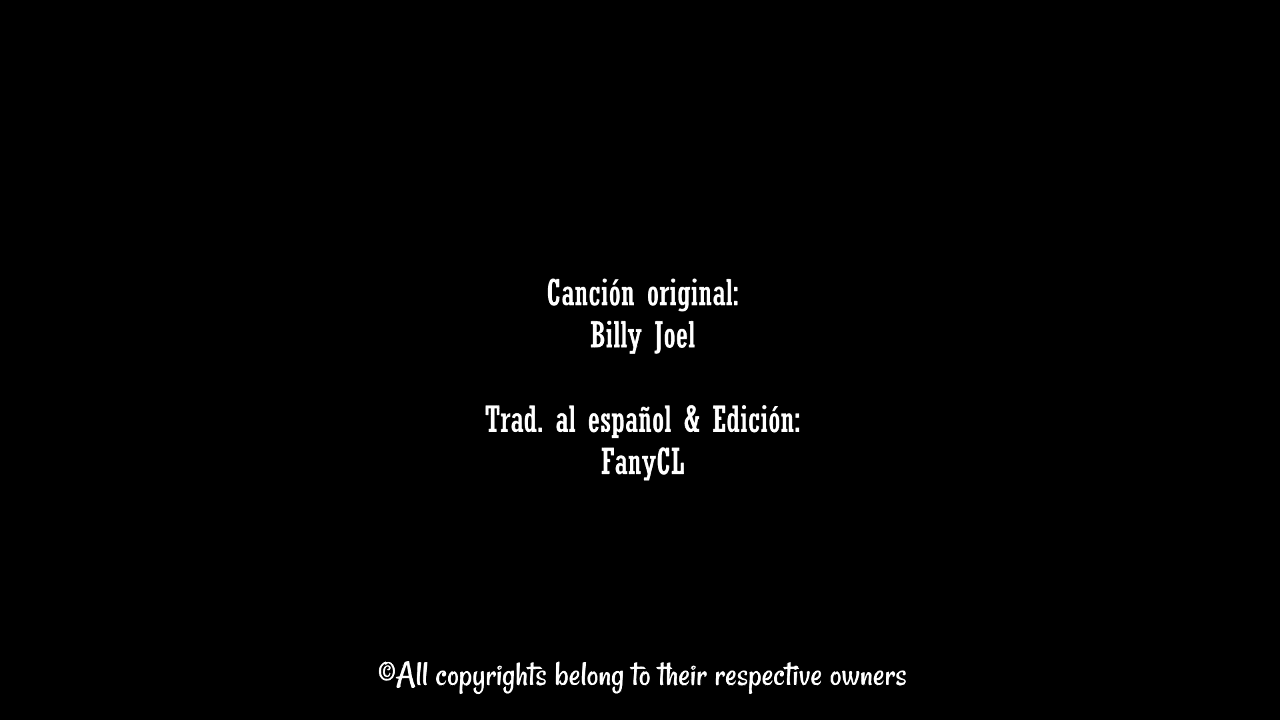 Canción original:
Billy Joel
Trad. al español & Edición:
FanyCL
©All copyrights belong to their respective owners